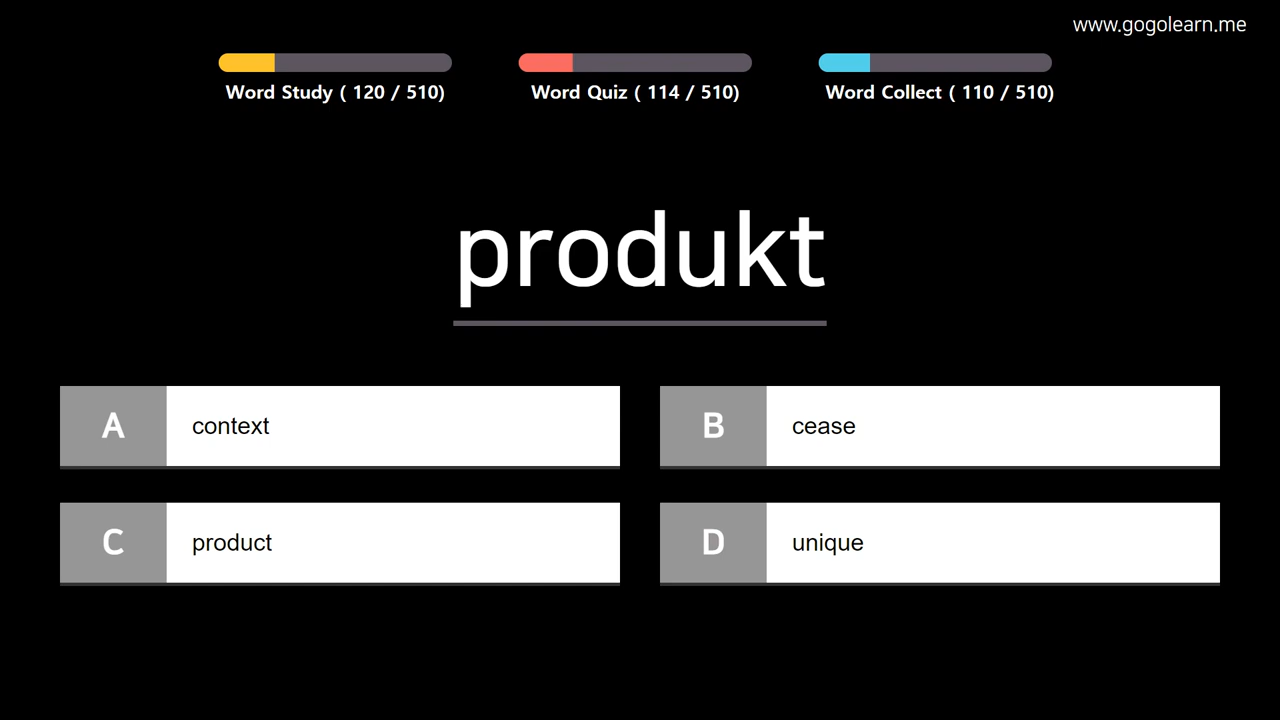 www.gogolearn.me
Word Study ( 120 / 510)
Word Quiz ( 114 / 510)
Word Collect ( 110 / 510)
produkt
A context
B cease
C product
D unique